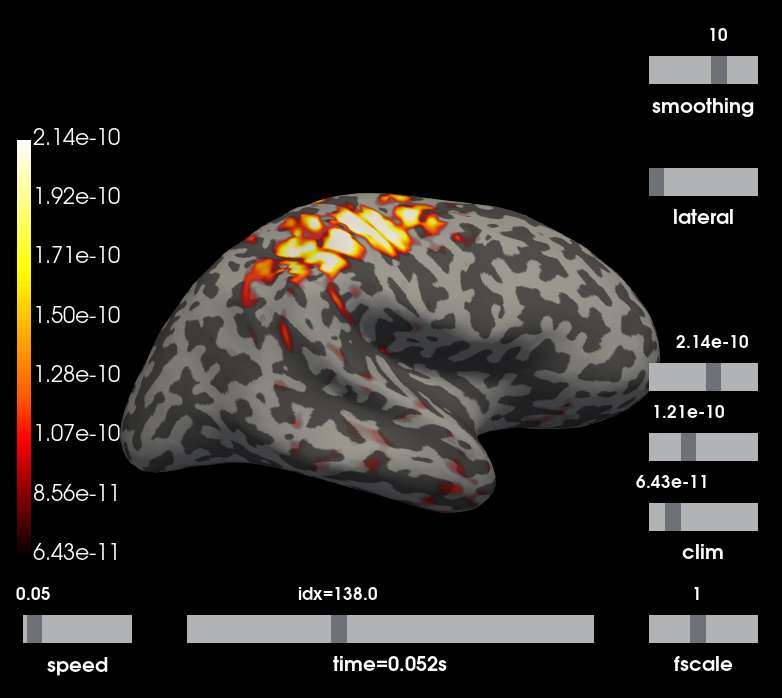 10
smoothing
2.14e-10
1.92e-10
1.71e-10
1.50e-10
1.28e-10
1.07e-10
8.56e-11
6.43e-11
lateral
2.14e-10
1.21e-10
6.43e-11
clim
0.05
speed
idx=138.0
time=0.052s
1
fscale